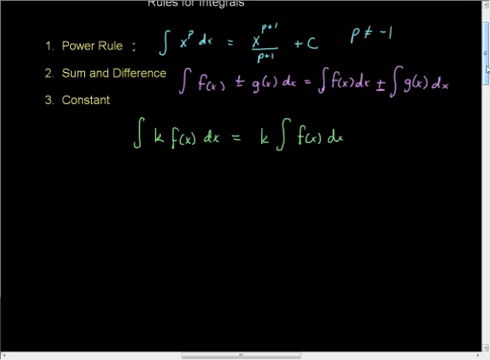 Rules for Integrals
1. Power Rule : ∫ x^p dx = x^(p+1)/(p+1) + C p ≠ -1
2. Sum and Difference ∫ f(x) ± g(x) dx = ∫ f(x) dx ± ∫ g(x) dx
3. Constant
∫ k f(x) dx = k ∫ f(x) dx